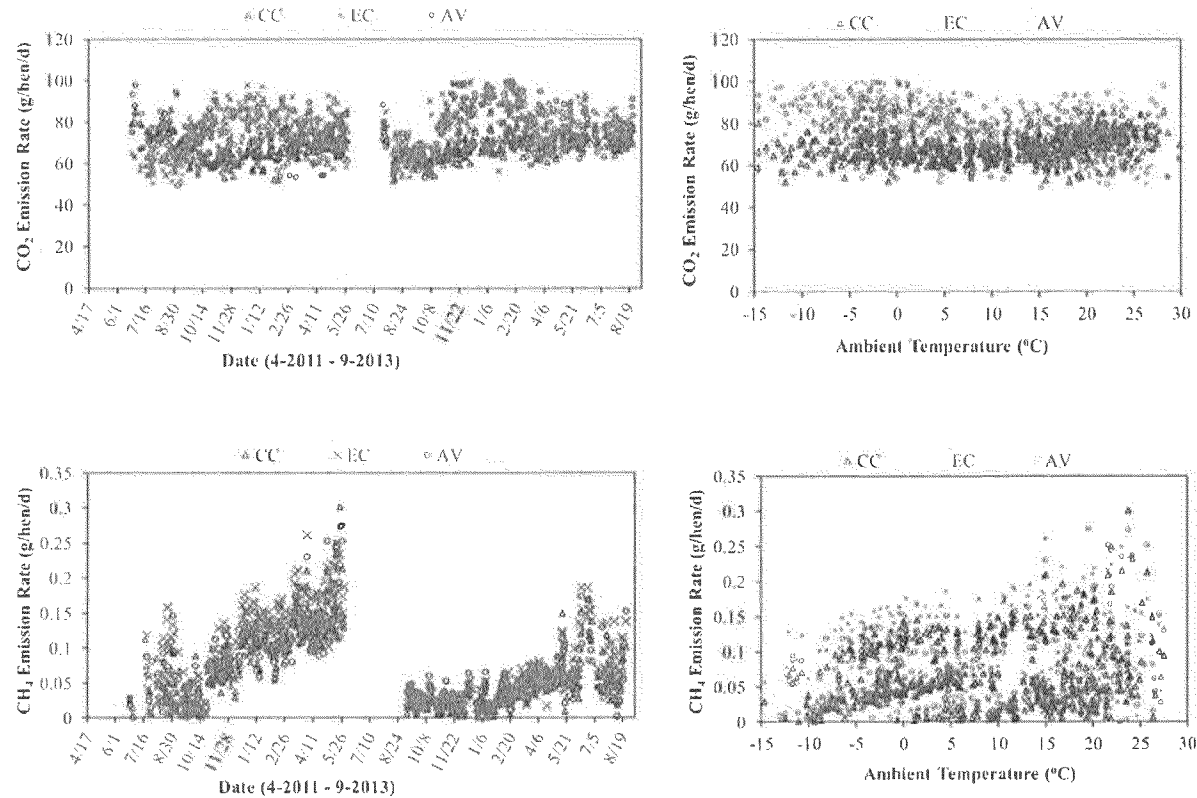 CC EC AV
CO₂ Emission Rate (g/hen/d)
120
100
80
60
40
20
0
4/17 6/1 7/16 8/30 10/14 11/28 1/12 2/26 4/11 5/26 7/10 8/24 10/8 11/22 1/6 2/20 4/6 5/21 7/5 8/19
Date (4-2011 - 9-2013)
CC EC AV
CO₂ Emission Rate (g/hen/d)
120
100
80
60
40
20
0
-15 -10 -5 0 5 10 15 20 25 30
Ambient Temperature (°C)
CC EC AV
CH₄ Emission Rate (g/hen/d)
0.35
0.3
0.25
0.2
0.15
0.1
0.05
0
4/17 6/1 7/16 8/30 10/14 11/28 1/12 2/26 4/11 5/26 7/10 8/24 10/8 11/22 1/6 2/20 4/6 5/21 7/5 8/19
Date (4-2011 - 9-2013)
CC EC AV
CH₄ Emission Rate (g/hen/d)
0.35
0.3
0.25
0.2
0.15
0.1
0.05
0
-15 -10 -5 0 5 10 15 20 25 30
Ambient Temperature (°C)